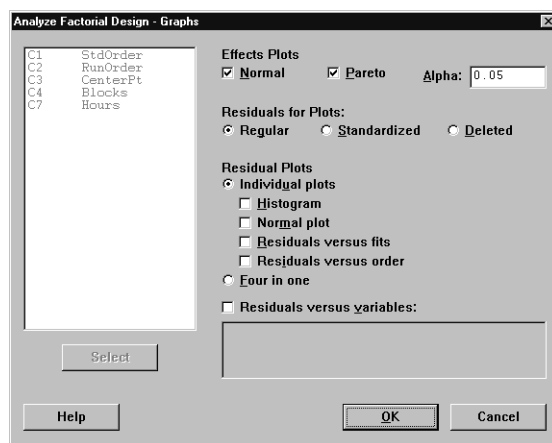 Analyze Factorial Design - Graphs
C1 StdOrder
C2 RunOrder
C3 CenterPt
C4 Blocks
C7 Hours
Select
Help
Effects Plots
Normal Pareto Alpha: 0.05
Residuals for Plots:
Regular Standardized Deleted
Residual Plots
Individual plots
Histogram
Normal plot
Residuals versus fits
Residuals versus order
Four in one
Residuals versus variables:
OK Cancel